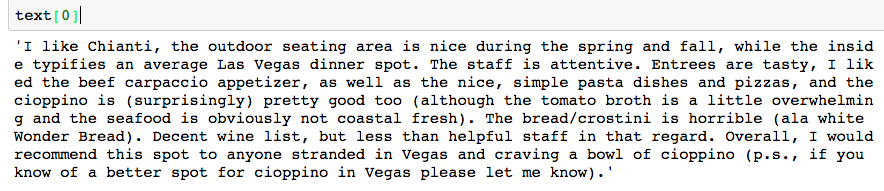 text[0]
'I like Chianti, the outdoor seating area is nice during the spring and fall, while the insid
e typifies an average Las Vegas dinner spot. The staff is attentive. Entrees are tasty, I lik
ed the beef carpaccio appetizer, as well as the nice, simple pasta dishes and pizzas, and the
cioppino is (surprisingly) pretty good too (although the tomato broth is a little overwhelmin
g and the seafood is obviously not coastal fresh). The bread/crostini is horrible (ala white
Wonder Bread). Decent wine list, but less than helpful staff in that regard. Overall, I would
recommend this spot to anyone stranded in Vegas and craving a bowl of cioppino (p.s., if you
know of a better spot for cioppino in Vegas please let me know).'